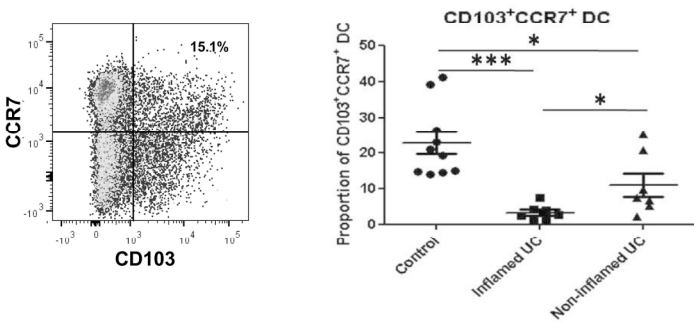 15.1%
10⁵
10⁴
10³
-10³
CCR7
-10³
0
10³
10⁴
10⁵
CD103
CD103⁺CCR7⁺ DC
*
***
*
Proportion of CD103⁺CCR7⁺ DC
50
40
30
20
10
0
Control
Inflamed UC
Non-inflamed UC